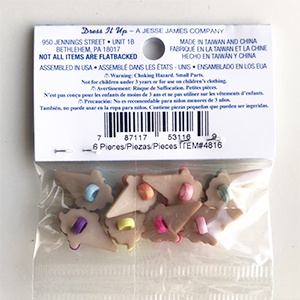 Dress It Up – A JESSE JAMES COMPANY
950 JENNINGS STREET • UNIT 1B
BETHLEHEM, PA 18017
NOT ALL ITEMS ARE FLATBACKED
MADE IN TAIWAN AND CHINA
FABRIQUÉ EN LA TAIWAN ET LA CHINE
HECHO EN TAIWÁN Y CHINA
ASSEMBLED IN USA • ASSEMBLÉ DANS LES ÉTATS - UNIS • ENSAMBLADO EN LOS EUA
Warning: Choking Hazard. Small Parts.
Not for children under 3 years or for use on children's clothing.
Avertisement: Risque de Suffocation. Petites pièces.
N'est pas conçu pour les enfants de moins de 3 ans et ne pas utiliser sur les vêtements d'enfants.
Precaución: No es recomendable para niños menores de 3 años.
También, no puede usar en la ropa para niños. Contiene piezas pequeñas que pueden ser ingeridas.
7 87117 53116 9
6 Pieces/Piezas/Pièces ITEM#4816